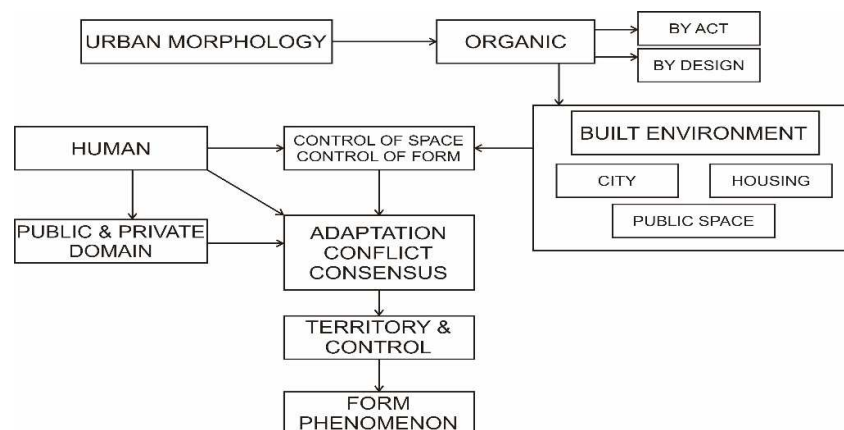 URBAN MORPHOLOGY
ORGANIC
BY ACT
BY DESIGN
BUILT ENVIRONMENT
CITY
HOUSING
PUBLIC SPACE
HUMAN
CONTROL OF SPACE
CONTROL OF FORM
PUBLIC & PRIVATE
DOMAIN
ADAPTATION
CONFLICT
CONSENSUS
TERRITORY &
CONTROL
FORM
PHENOMENON